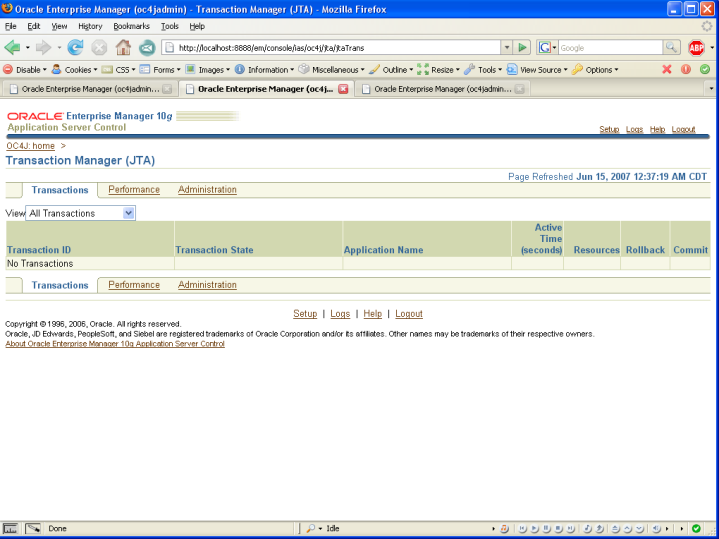 Oracle Enterprise Manager (oc4jadmin) - Transaction Manager (JTA) - Mozilla Firefox
File Edit View History Bookmarks Tools Help
http://localhost:8888/em/console/ias/oc4j/jta/jtaTrans
G Google
ABP
Disable Cookies CSS Forms Images Information Miscellaneous Outline Resize Tools View Source Options
Oracle Enterprise Manager (oc4jadmin... Oracle Enterprise Manager (oc4j... Oracle Enterprise Manager (oc4jadmin...
ORACLE Enterprise Manager 10g
Application Server Control
Setup Logs Help Logout
OC4J: home >
Transaction Manager (JTA)
Page Refreshed Jun 15, 2007 12:37:19 AM CDT
Transactions Performance Administration
View All Transactions
Transaction ID Transaction State Application Name Active Time (seconds) Resources Rollback Commit
No Transactions
Transactions Performance Administration
Setup | Logs | Help | Logout
Copyright © 1996, 2006, Oracle. All rights reserved.
Oracle, JD Edwards, PeopleSoft, and Siebel are registered trademarks of Oracle Corporation and/or its affiliates. Other names may be trademarks of their respective owners.
About Oracle Enterprise Manager 10g Application Server Control
Done Idle